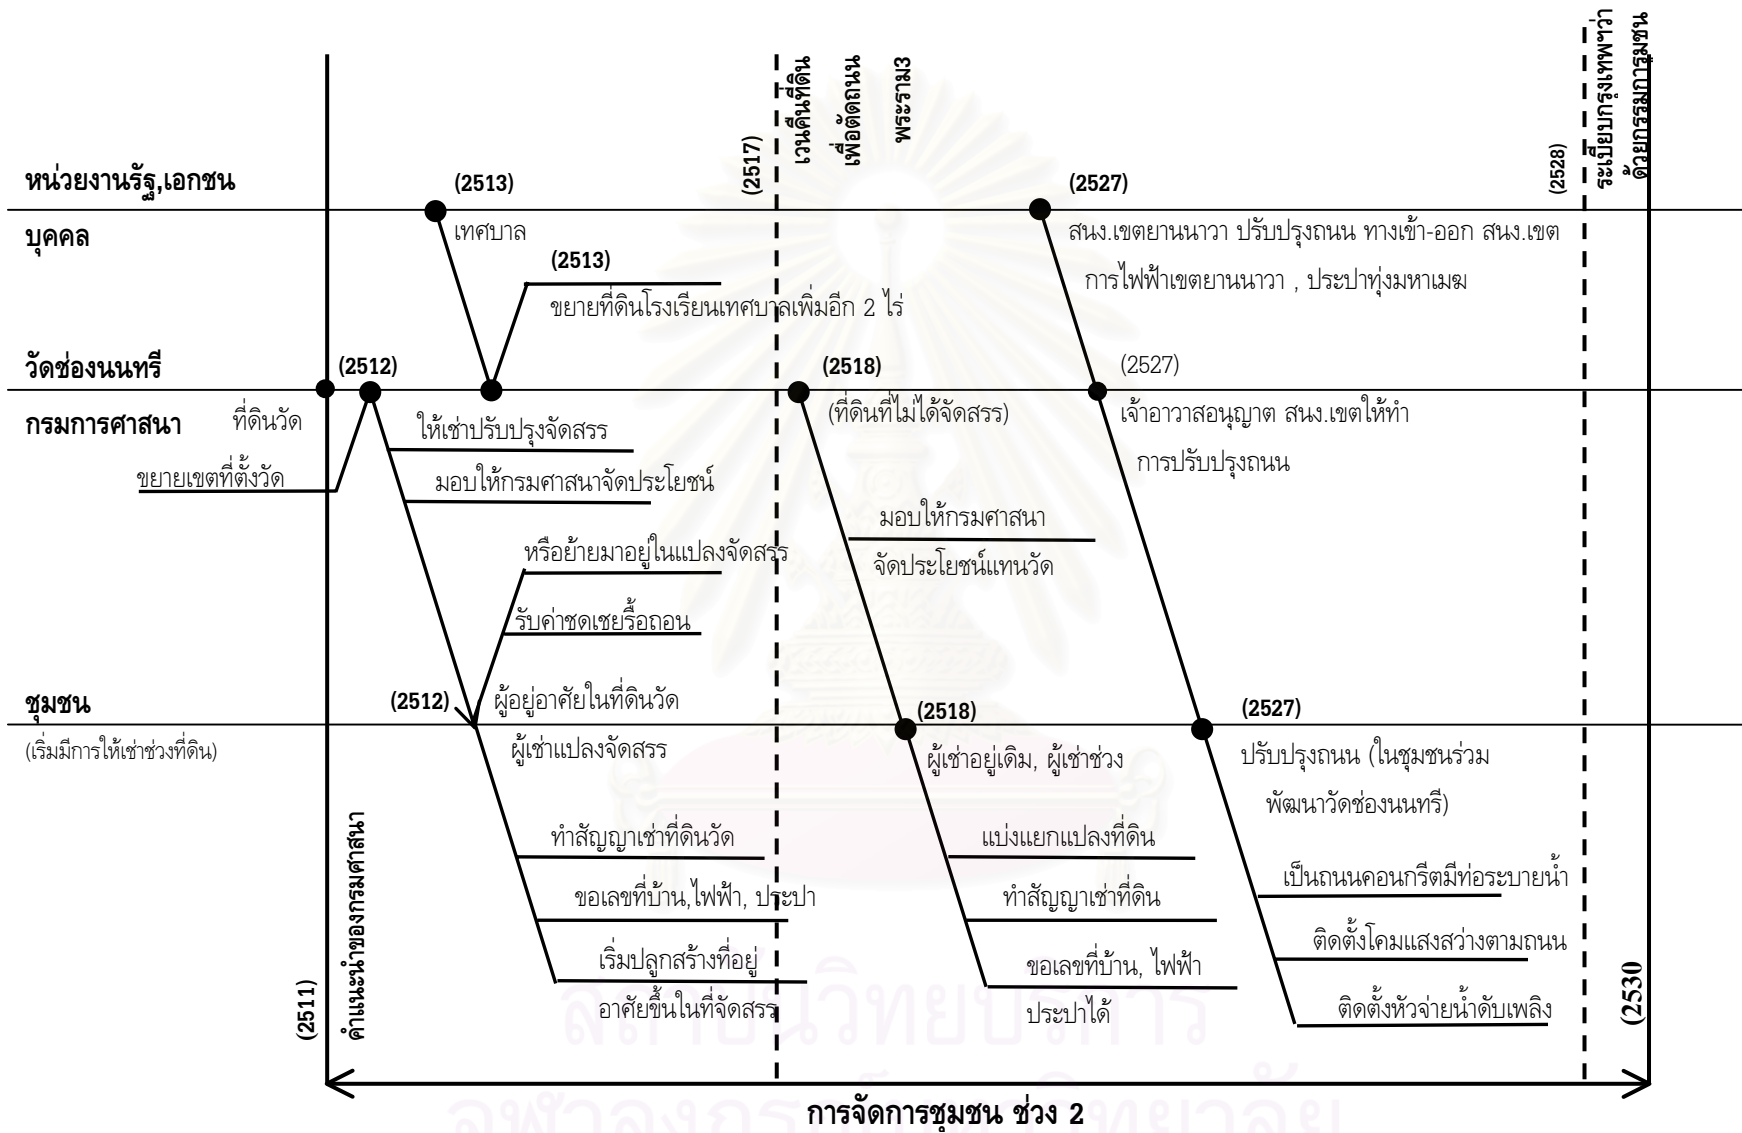 ระเบียบกรุงเทพฯว่า
ด้วยกรรมการชุมชน
(2528)
เวนคืนที่ดิน
เพื่อตัดถนน
พระราม3
(2517)
หน่วยงานรัฐ,เอกชน
บุคคล
(2513)
เทศบาล
(2513)
ขยายที่ดินโรงเรียนเทศบาลเพิ่มอีก 2 ไร่
(2527)
สนง.เขตยานนาวา ปรับปรุงถนน ทางเข้า-ออก สนง.เขต
การไฟฟ้าเขตยานนาวา , ประปาทุ่งมหาเมฆ
วัดช่องนนทรี
กรมการศาสนา
ที่ดินวัด
(2512)
ขยายเขตที่ตั้งวัด
ให้เช่าปรับปรุงจัดสรร
มอบให้กรมศาสนาจัดประโยชน์
หรือย้ายมาอยู่ในแปลงจัดสรร
รับค่าชดเชยรื้อถอน
(2518)
(ที่ดินที่ไม่ได้จัดสรร)
มอบให้กรมศาสนา
จัดประโยชน์แทนวัด
(2527)
เจ้าอาวาสอนุญาต สนง.เขตให้ทำ
การปรับปรุงถนน
ชุมชน
(เริ่มมีการให้เช่าช่วงที่ดิน)
(2512)
ผู้อยู่อาศัยในที่ดินวัด
ผู้เช่าแปลงจัดสรร
ทำสัญญาเช่าที่ดินวัด
ขอเลขที่บ้าน,ไฟฟ้า, ประปา
เริ่มปลูกสร้างที่อยู่
อาศัยขึ้นในที่จัดสรร
(2518)
ผู้เช่าอยู่เดิม, ผู้เช่าช่วง
แบ่งแยกแปลงที่ดิน
ทำสัญญาเช่าที่ดิน
ขอเลขที่บ้าน, ไฟฟ้า
ประปาได้
(2527)
ปรับปรุงถนน (ในชุมชนร่วม
พัฒนาวัดช่องนนทรี)
เป็นถนนคอนกรีตมีท่อระบายน้ำ
ติดตั้งโคมแสงสว่างตามถนน
ติดตั้งหัวจ่ายน้ำดับเพลิง
(2511)
คำแนะนำของกรมศาสนา
(2530
สถาบันวิทยบริการ
จุฬาลงกรณ์มหาวิทยาลัย
การจัดการชุมชน ช่วง 2